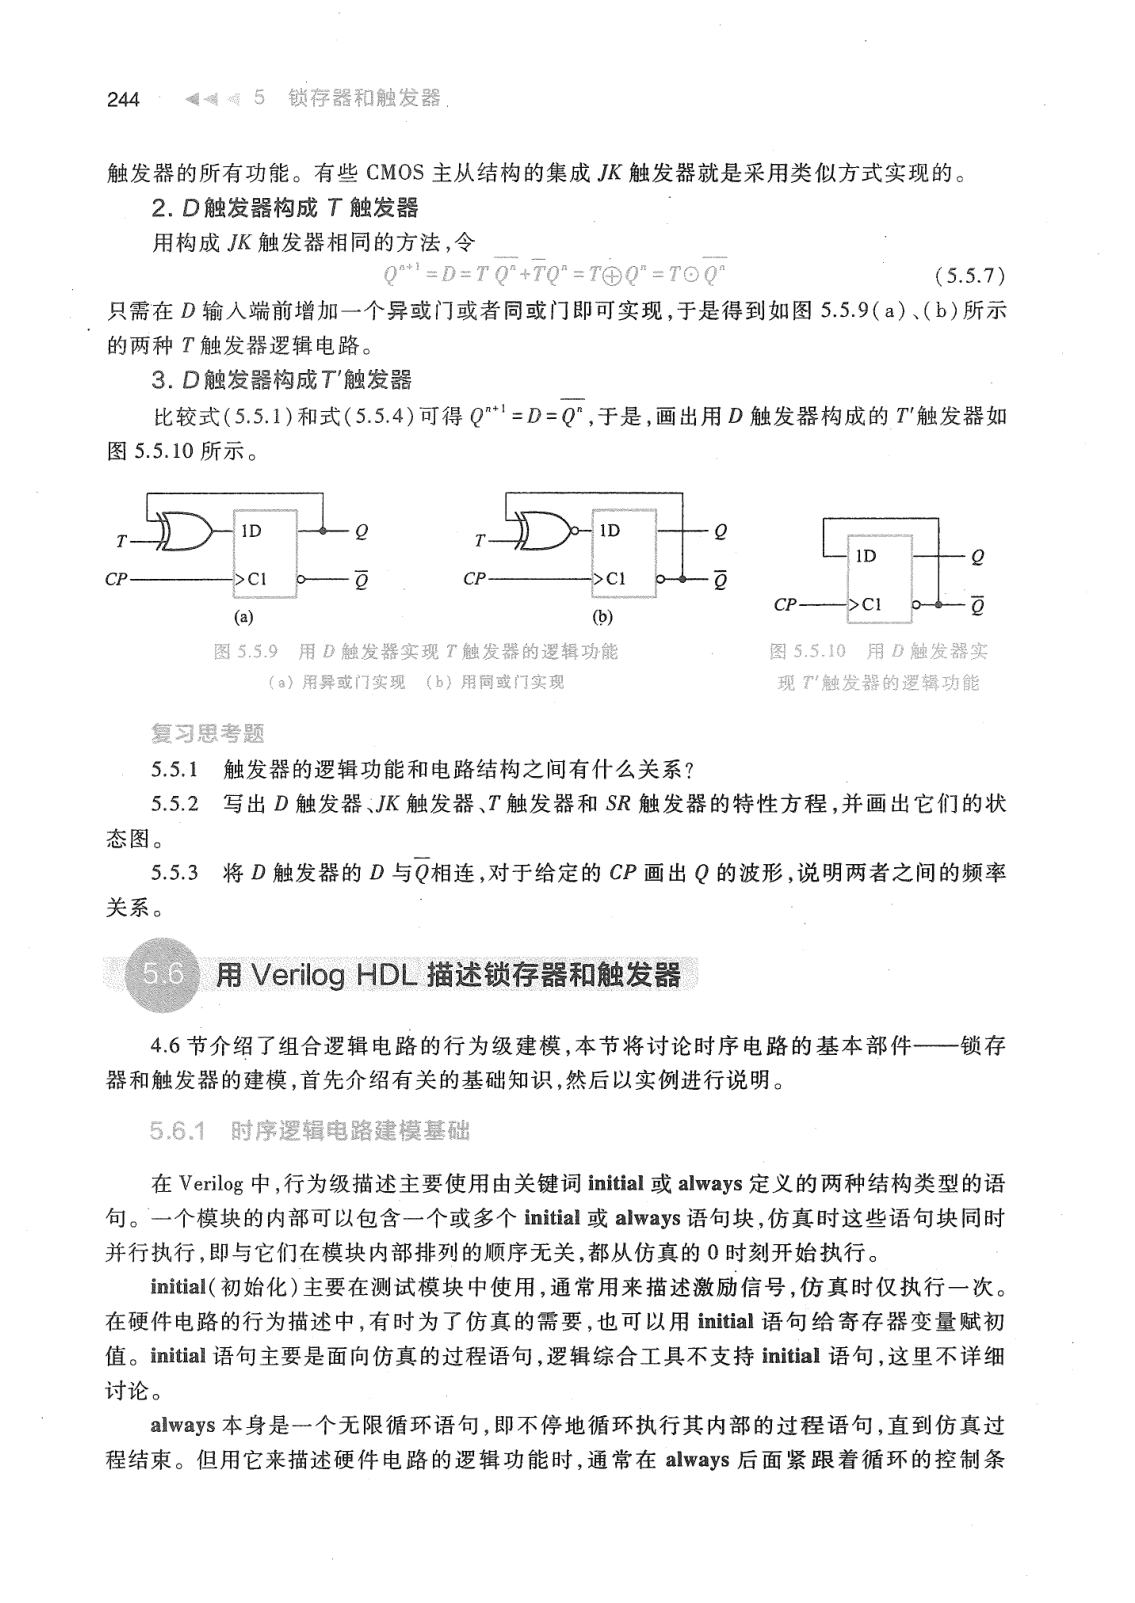 244 5 锁存器和触发器
触发器的所有功能。有些 CMOS 主从结构的集成 JK 触发器就是采用类似方式实现的。
2. D 触发器构成 T 触发器
用构成 JK 触发器相同的方法,令
Qⁿ⁺¹ = D = T Q̅ⁿ + T̅Qⁿ = T⊕Qⁿ = T⊙Q̅ⁿ (5.5.7)
只需在 D 输入端前增加一个异或门或者同或门即可实现,于是得到如图 5.5.9(a)、(b)所示
的两种 T 触发器逻辑电路。
3. D 触发器构成 T′触发器
比较式(5.5.1)和式(5.5.4)可得 Qⁿ⁺¹ = D = Q̅ⁿ,于是,画出用 D 触发器构成的 T′触发器如
图 5.5.10 所示。
T 1D Q
CP >C1 Q̅
(a)
T 1D Q
CP >C1 Q̅
(b)
1D Q
CP >C1 Q̅
图 5.5.9 用 D 触发器实现 T 触发器的逻辑功能
(a) 用异或门实现 (b) 用同或门实现
图 5.5.10 用 D 触发器实
现 T′触发器的逻辑功能
复习思考题
5.5.1 触发器的逻辑功能和电路结构之间有什么关系?
5.5.2 写出 D 触发器、JK 触发器、T 触发器和 SR 触发器的特性方程,并画出它们的状
态图。
5.5.3 将 D 触发器的 D 与Q̅相连,对于给定的 CP 画出 Q 的波形,说明两者之间的频率
关系。
5.6 用 Verilog HDL 描述锁存器和触发器
4.6 节介绍了组合逻辑电路的行为级建模,本节将讨论时序电路的基本部件——锁存
器和触发器的建模,首先介绍有关的基础知识,然后以实例进行说明。
5.6.1 时序逻辑电路建模基础
在 Verilog 中,行为级描述主要使用由关键词 initial 或 always 定义的两种结构类型的语
句。一个模块的内部可以包含一个或多个 initial 或 always 语句块,仿真时这些语句块同时
并行执行,即与它们在模块内部排列的顺序无关,都从仿真的 0 时刻开始执行。
initial(初始化)主要在测试模块中使用,通常用来描述激励信号,仿真时仅执行一次。
在硬件电路的行为描述中,有时为了仿真的需要,也可以用 initial 语句给寄存器变量赋初
值。initial 语句主要是面向仿真的过程语句,逻辑综合工具不支持 initial 语句,这里不详细
讨论。
always 本身是一个无限循环语句,即不停地循环执行其内部的过程语句,直到仿真过
程结束。但用它来描述硬件电路的逻辑功能时,通常在 always 后面紧跟着循环的控制条